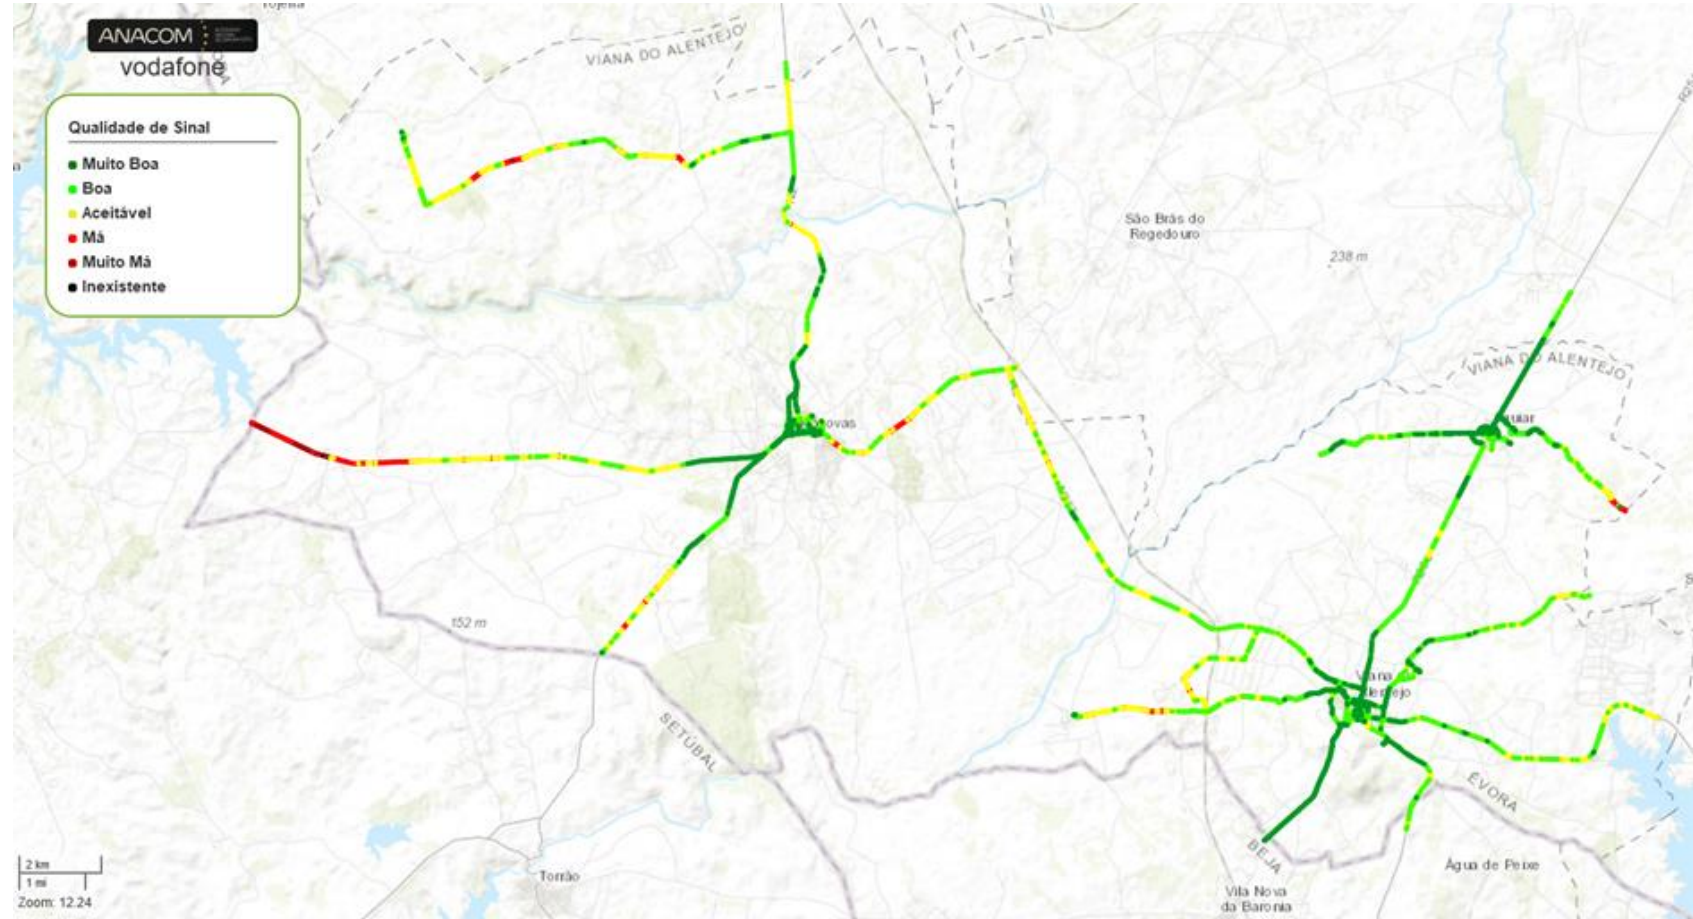 ANACOM
vodafone
Qualidade de Sinal
Muito Boa
Boa
Aceitável
Má
Muito Má
Inexistente
VIANA DO ALENTEJO
São Brás do
Regedouro
238 m
VIANA DO ALENTEJO
uiar
ovas
152 m
SETÚBAL
ÉVORA
BEJA
Água de Peixe
Torrão
Vila Nova
da Baronia
2 km
1 mi
Zoom: 12.24